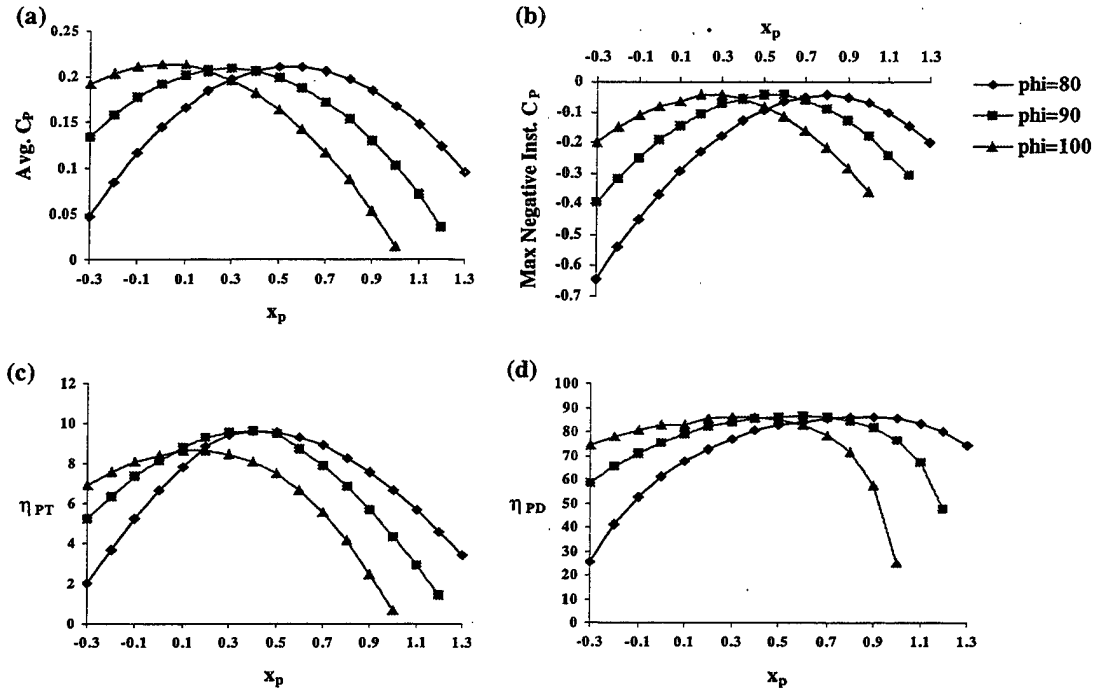 (a)
0.25
0.2
0.15
0.1
0.05
0
Avg. CP
-0.3 -0.1 0.1 0.3 0.5 0.7 0.9 1.1 1.3
xp
(b)
xp
-0.3 -0.1 0.1 0.3 0.5 0.7 0.9 1.1 1.3
0
-0.1
-0.2
-0.3
-0.4
-0.5
-0.6
-0.7
Max Negative Inst. CP
phi=80
phi=90
phi=100
(c)
12
10
8
6
4
2
0
η PT
-0.3 -0.1 0.1 0.3 0.5 0.7 0.9 1.1 1.3
xp
(d)
100
90
80
70
60
50
40
30
20
10
0
η PD
-0.3 -0.1 0.1 0.3 0.5 0.7 0.9 1.1 1.3
xp